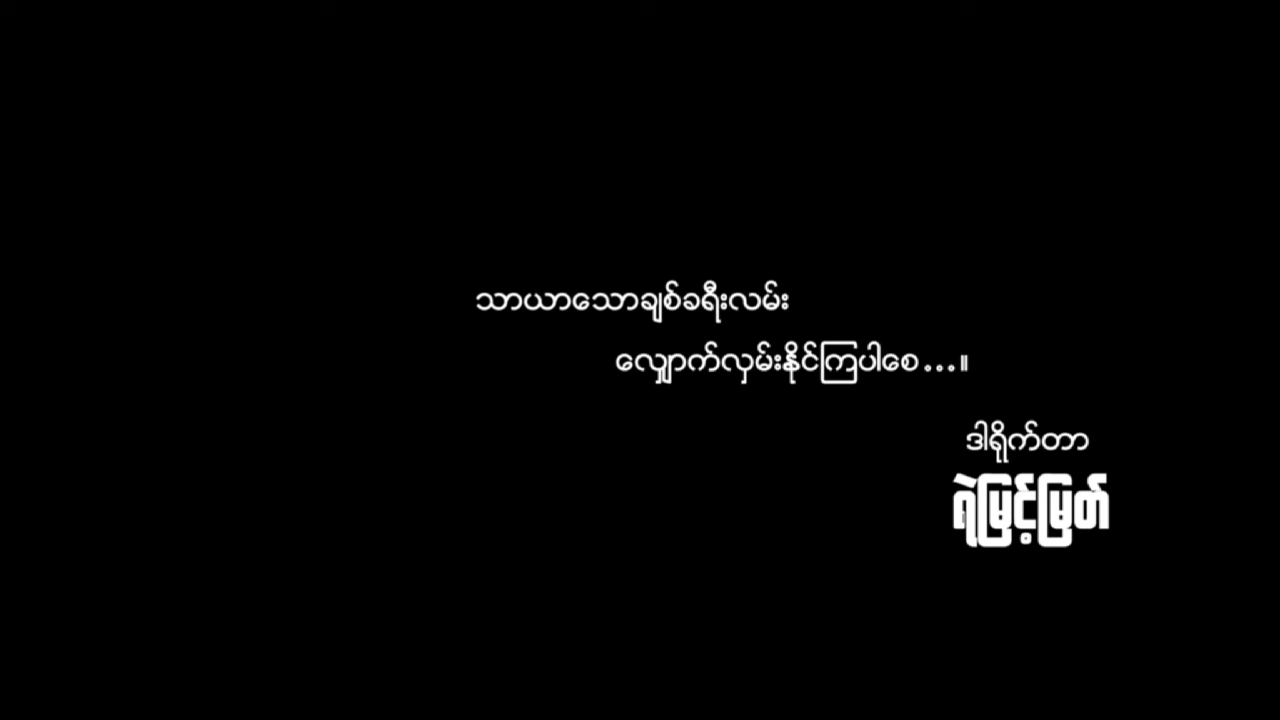 သာယာသောချစ်ခရီးလမ်း
လျှောက်လှမ်းနိုင်ကြပါစေ...။
ဒါရိုက်တာ
ရဲမြင့်မြတ်